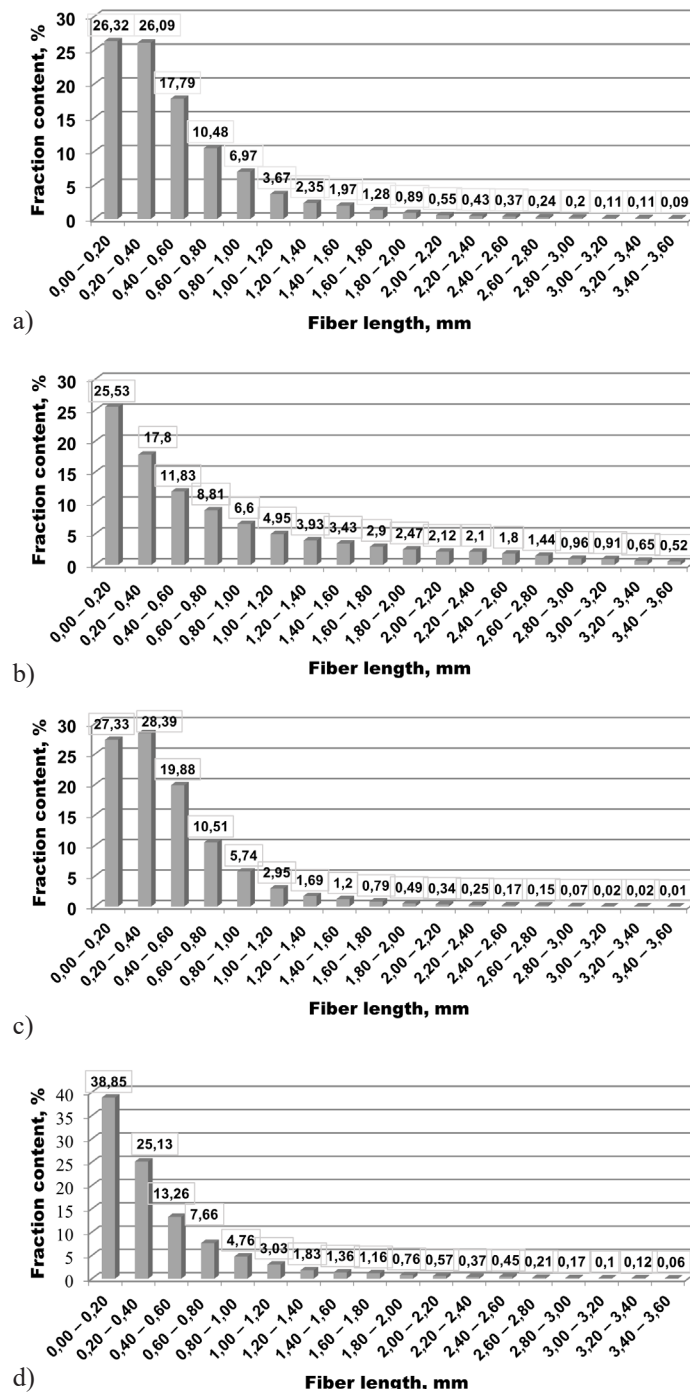 Fraction content, %
30
25
20
15
10
5
0
26,32 26,09 17,79 10,48 6,97 3,67 2,35 1,97 1,28 0,89 0,55 0,43 0,37 0,24 0,2 0,11 0,11 0,09
0,00 – 0,20 0,20 – 0,40 0,40 – 0,60 0,60 – 0,80 0,80 – 1,00 1,00 – 1,20 1,20 – 1,40 1,40 – 1,60 1,60 – 1,80 1,80 – 2,00 2,00 – 2,20 2,20 – 2,40 2,40 – 2,60 2,60 – 2,80 2,80 – 3,00 3,00 – 3,20 3,20 – 3,40 3,40 – 3,60
a)
Fiber length, mm
Fraction content, %
30
25
20
15
10
5
0
25,53 17,8 11,83 8,81 6,6 4,95 3,93 3,43 2,9 2,47 2,12 2,1 1,8 1,44 0,96 0,91 0,65 0,52
0,00 – 0,20 0,20 – 0,40 0,40 – 0,60 0,60 – 0,80 0,80 – 1,00 1,00 – 1,20 1,20 – 1,40 1,40 – 1,60 1,60 – 1,80 1,80 – 2,00 2,00 – 2,20 2,20 – 2,40 2,40 – 2,60 2,60 – 2,80 2,80 – 3,00 3,00 – 3,20 3,20 – 3,40 3,40 – 3,60
b)
Fiber length, mm
Fraction content, %
30
25
20
15
10
5
0
27,33 28,39 19,88 10,51 5,74 2,95 1,69 1,2 0,79 0,49 0,34 0,25 0,17 0,15 0,07 0,02 0,02 0,01
0,00 – 0,20 0,20 – 0,40 0,40 – 0,60 0,60 – 0,80 0,80 – 1,00 1,00 – 1,20 1,20 – 1,40 1,40 – 1,60 1,60 – 1,80 1,80 – 2,00 2,00 – 2,20 2,20 – 2,40 2,40 – 2,60 2,60 – 2,80 2,80 – 3,00 3,00 – 3,20 3,20 – 3,40 3,40 – 3,60
c)
Fiber length, mm
Fraction content, %
40
35
30
25
20
15
10
5
0
38,85 25,13 13,26 7,66 4,76 3,03 1,83 1,36 1,16 0,76 0,57 0,37 0,45 0,21 0,17 0,1 0,12 0,06
0,00 – 0,20 0,20 – 0,40 0,40 – 0,60 0,60 – 0,80 0,80 – 1,00 1,00 – 1,20 1,20 – 1,40 1,40 – 1,60 1,60 – 1,80 1,80 – 2,00 2,00 – 2,20 2,20 – 2,40 2,40 – 2,60 2,60 – 2,80 2,80 – 3,00 3,00 – 3,20 3,20 – 3,40 3,40 – 3,60
d)
Fiber length, mm